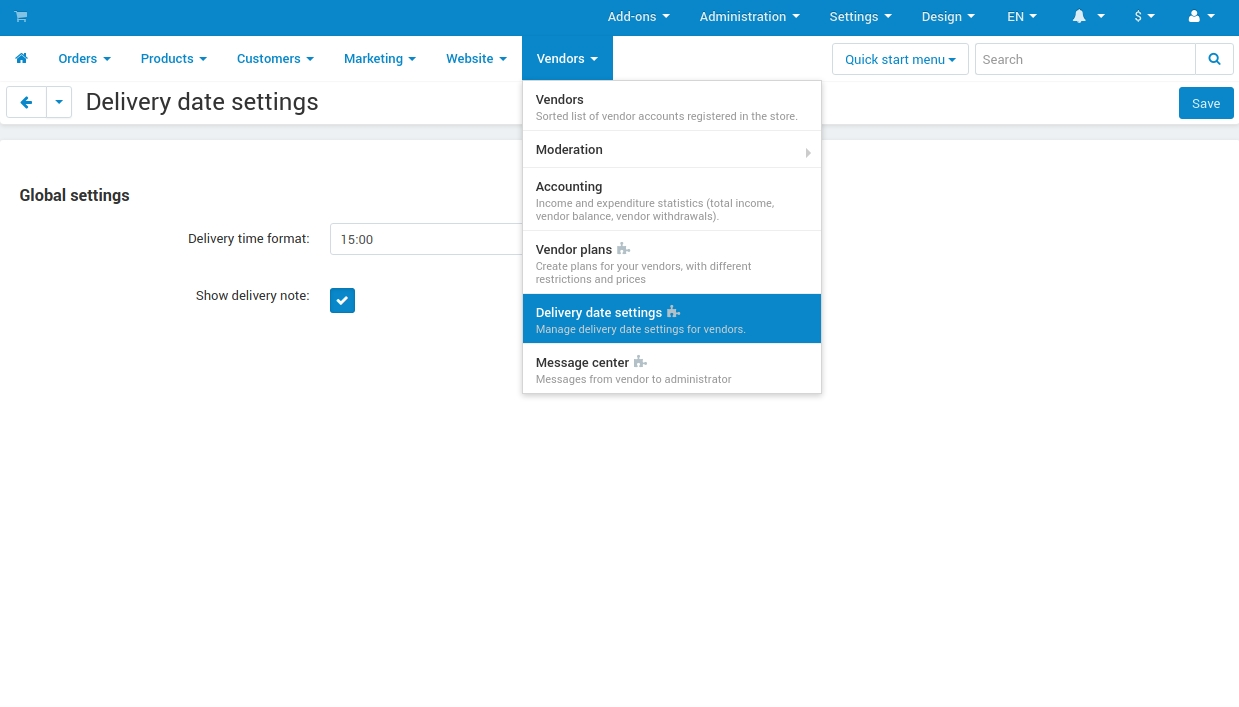 Add-ons Administration Settings Design EN $
Orders Products Customers Marketing Website Vendors Quick start menu Search
Delivery date settings Save
Vendors
Sorted list of vendor accounts registered in the store.
Moderation
Accounting
Income and expenditure statistics (total income,
vendor balance, vendor withdrawals).
Vendor plans
Create plans for your vendors, with different
restrictions and prices
Delivery date settings
Manage delivery date settings for vendors.
Message center
Messages from vendor to administrator
Global settings
Delivery time format: 15:00
Show delivery note: